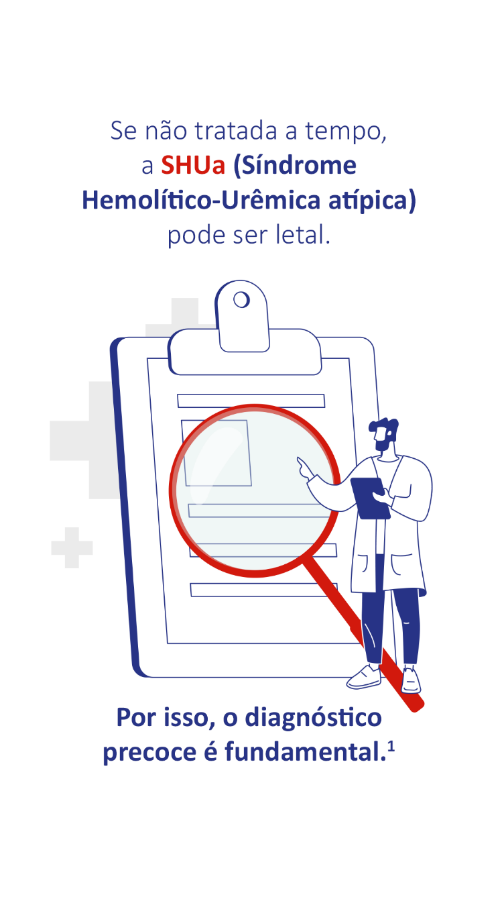 Se não tratada a tempo,
a SHUa (Síndrome
Hemolítico-Urêmica atípica)
pode ser letal.
Por isso, o diagnóstico
precoce é fundamental.¹